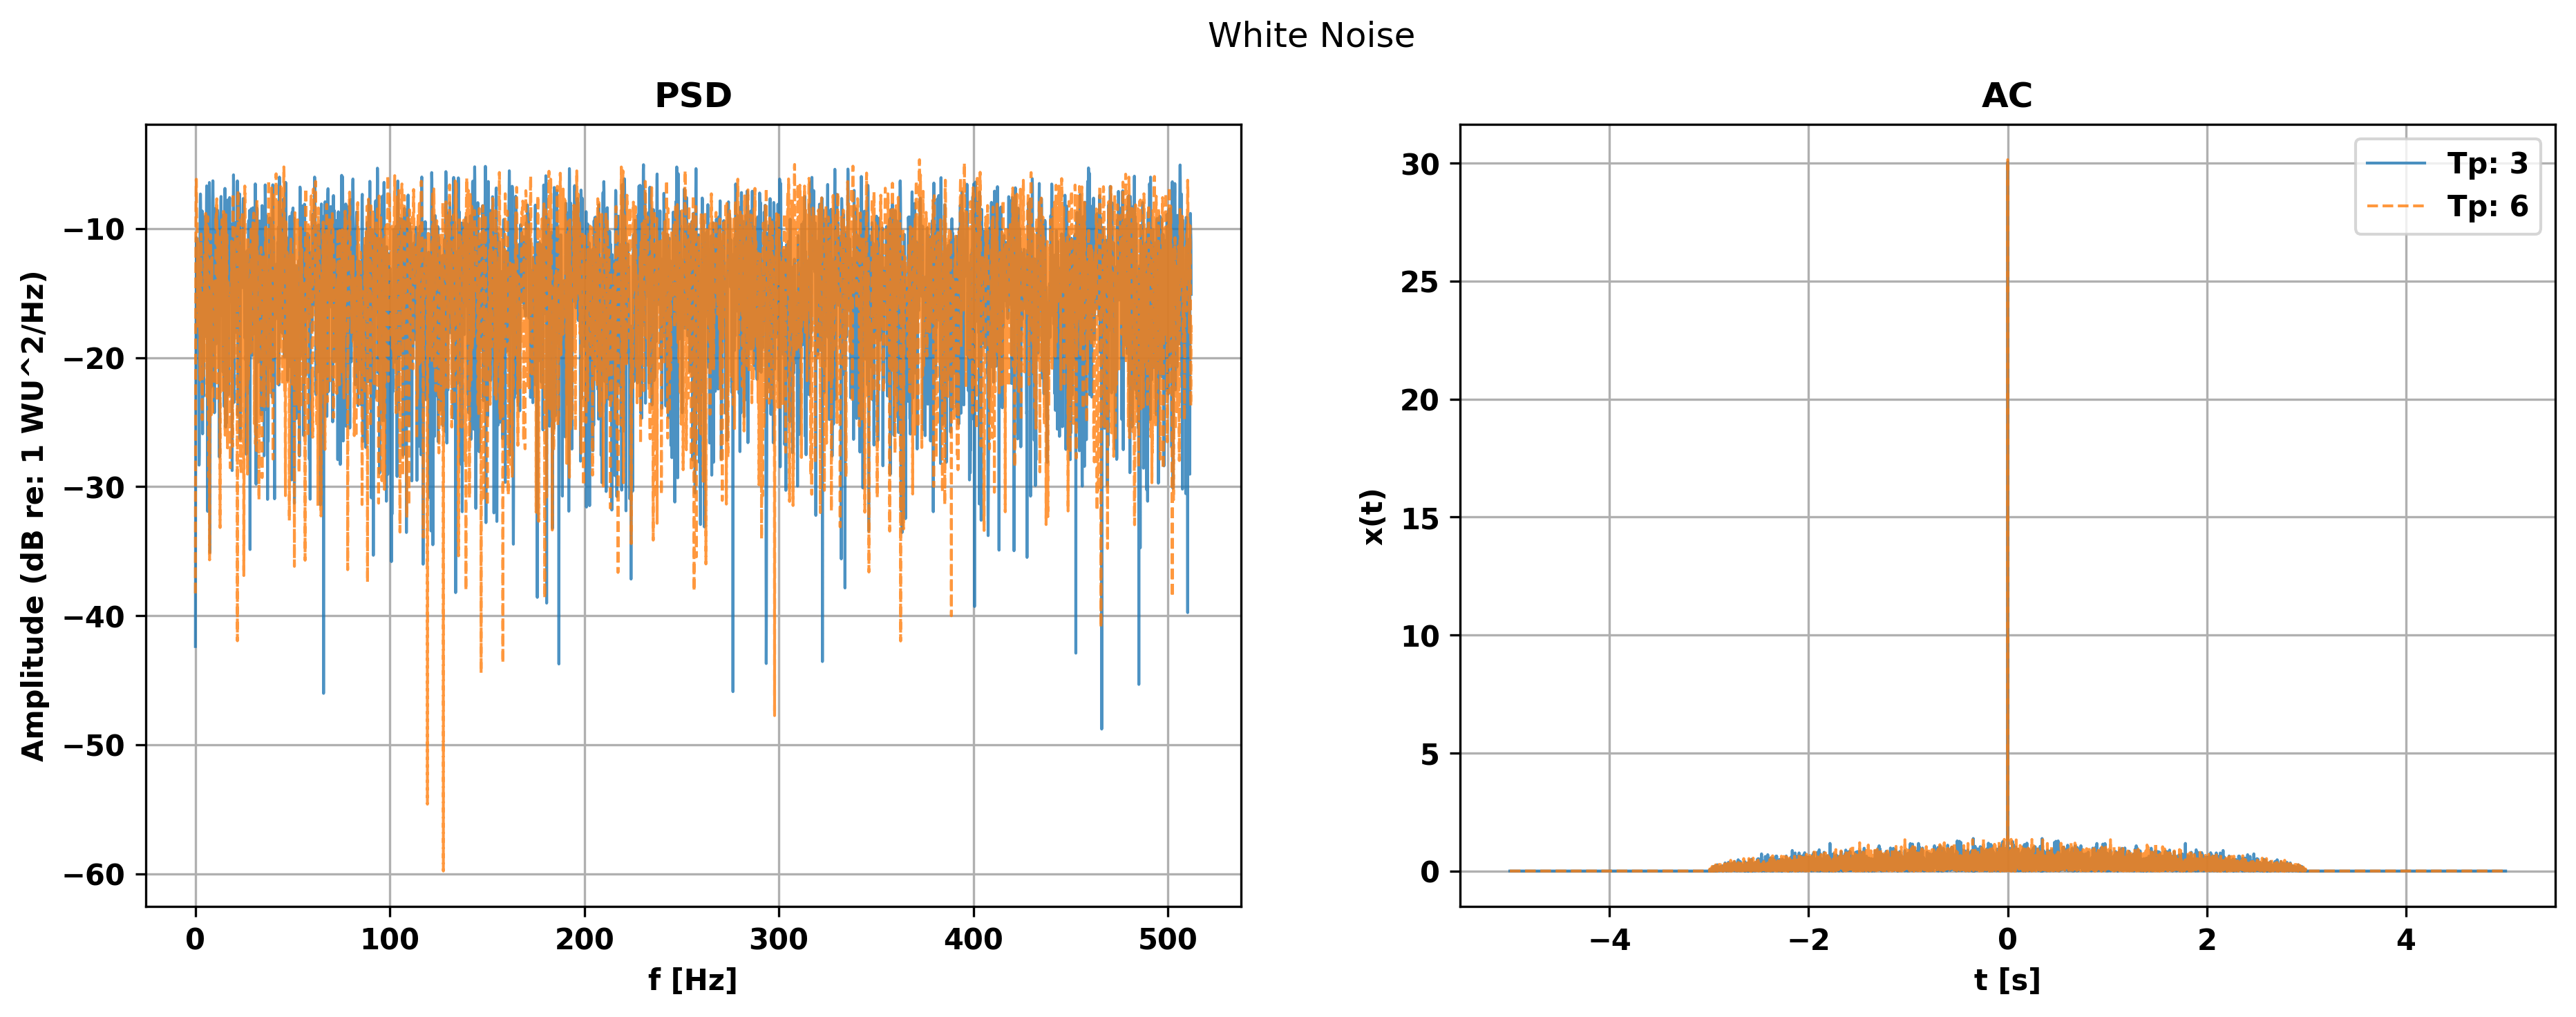 White Noise
PSD
Amplitude (dB re: 1 WU^2/Hz)
−10
−20
−30
−40
−50
−60
0 100 200 300 400 500
f [Hz]
AC
x(t)
30
25
20
15
10
5
0
−4 −2 0 2 4
t [s]
Tp: 3
Tp: 6